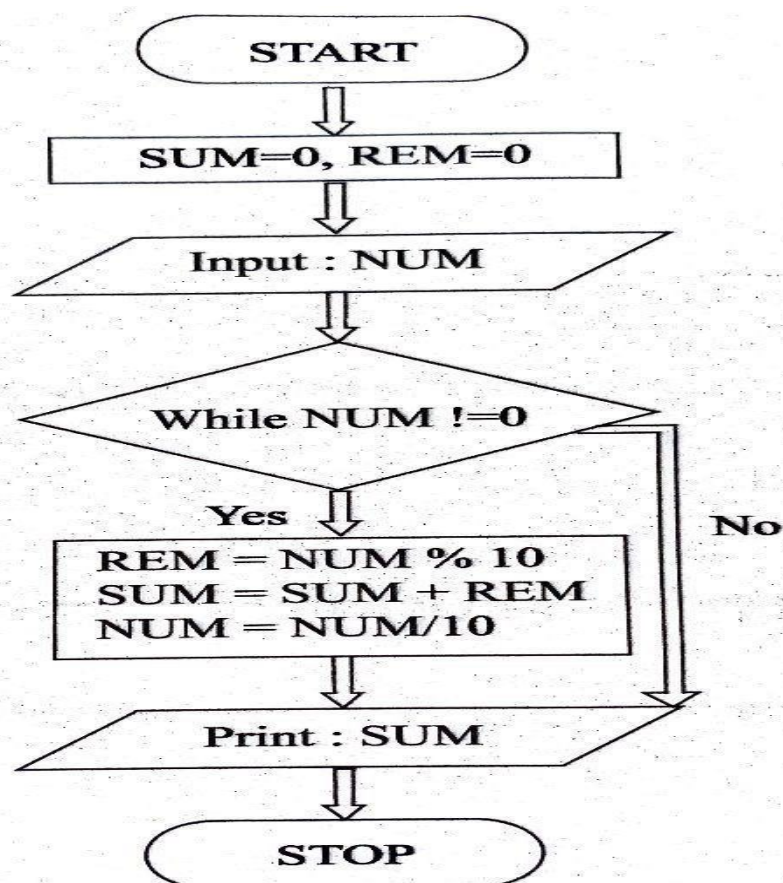 START
SUM=0, REM=0
Input : NUM
While NUM !=0
Yes
No
REM = NUM % 10
SUM = SUM + REM
NUM = NUM/10
Print : SUM
STOP